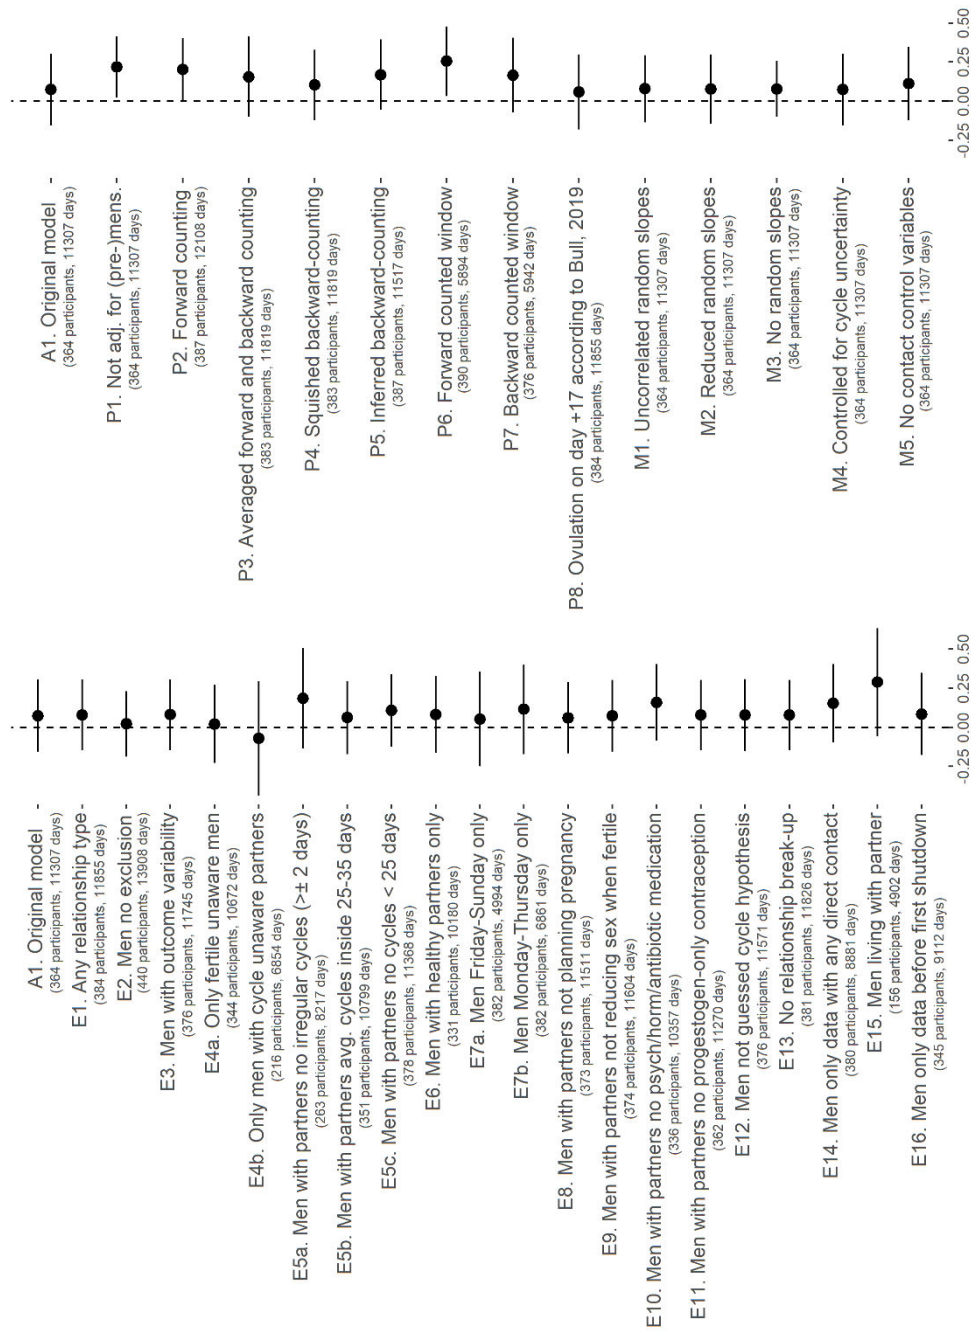 A1. Original model
(364 participants, 11307 days)
E1. Any relationship type
(384 participants, 11855 days)
E2. Men no exclusion
(440 participants, 13908 days)
E3. Men with outcome variability
(376 participants, 11745 days)
E4a. Only fertile unaware men
(344 participants, 10672 days)
E4b. Only men with cycle unaware partners
(216 participants, 6854 days)
E5a. Men with partners no irregular cycles (>± 2 days)
(263 participants, 8217 days)
E5b. Men with partners avg. cycles inside 25-35 days
(351 participants, 10799 days)
E5c. Men with partners no cycles < 25 days
(378 participants, 11368 days)
E6. Men with healthy partners only
(331 participants, 10180 days)
E7a. Men Friday-Sunday only
(382 participants, 4994 days)
E7b. Men Monday-Thursday only
(382 participants, 6861 days)
E8. Men with partners not planning pregnancy
(373 participants, 11511 days)
E9. Men with partners not reducing sex when fertile
(374 participants, 11604 days)
E10. Men with partners no psych/horm/antibiotic medication
(336 participants, 10357 days)
E11. Men with partners no progestogen-only contraception
(362 participants, 11270 days)
E12. Men not guessed cycle hypothesis
(376 participants, 11571 days)
E13. No relationship break-up
(381 participants, 11826 days)
E14. Men only data with any direct contact
(380 participants, 8881 days)
E15. Men living with partner
(156 participants, 4902 days)
E16. Men only data before first shutdown
(345 participants, 9112 days)
-0.25 0.00 0.25 0.50
A1. Original model
(364 participants, 11307 days)
P1. Not adj. for (pre-)mens.
(364 participants, 11307 days)
P2. Forward counting
(387 participants, 12108 days)
P3. Averaged forward and backward counting
(383 participants, 11819 days)
P4. Squished backward-counting
(383 participants, 11819 days)
P5. Inferred backward-counting
(387 participants, 11517 days)
P6. Forward counted window
(390 participants, 5894 days)
P7. Backward counted window
(376 participants, 5942 days)
P8. Ovulation on day +17 according to Bull, 2019
(384 participants, 11855 days)
M1. Uncorrelated random slopes
(364 participants, 11307 days)
M2. Reduced random slopes
(364 participants, 11307 days)
M3. No random slopes
(364 participants, 11307 days)
M4. Controlled for cycle uncertainty
(364 participants, 11307 days)
M5. No contact control variables
(364 participants, 11307 days)
-0.25 0.00 0.25 0.50